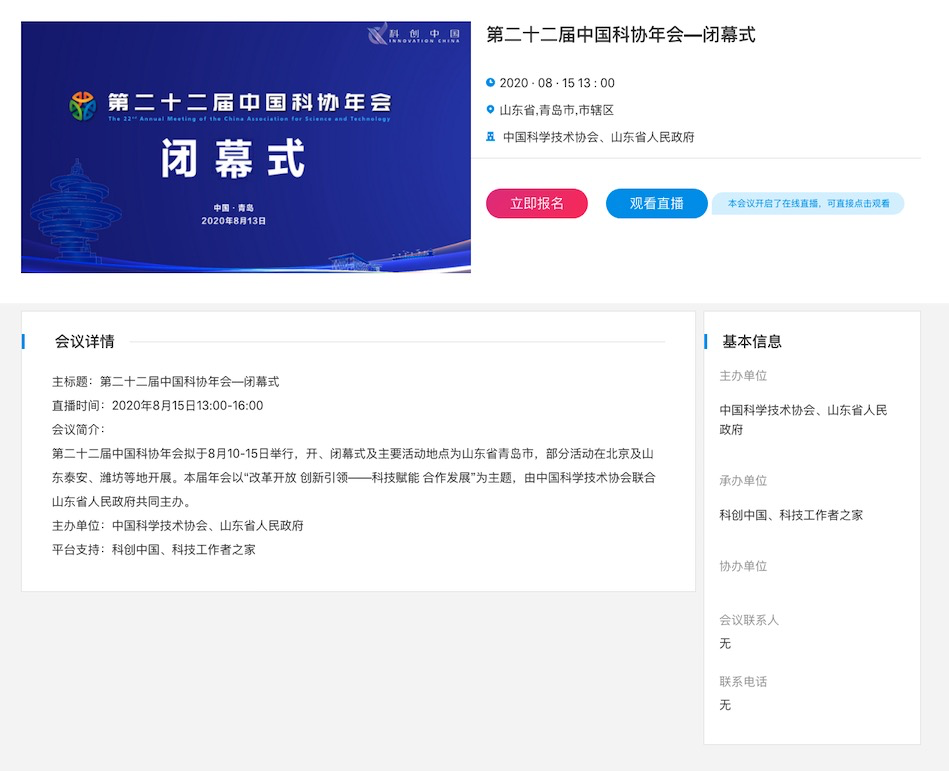 科创中国
INNOVATION CHINA
第二十二届中国科协年会
The 22nd Annual Meeting of the China Association for Science and Technology
闭幕式
中国·青岛
2020年8月13日
第二十二届中国科协年会—闭幕式
2020 · 08 · 15 13 : 00
山东省,青岛市,市辖区
中国科学技术协会、山东省人民政府
立即报名
观看直播
本会议开启了在线直播，可直接点击观看
会议详情
主标题：第二十二届中国科协年会—闭幕式
直播时间：2020年8月15日13:00-16:00
会议简介：
第二十二届中国科协年会拟于8月10-15日举行，开、闭幕式及主要活动地点为山东省青岛市，部分活动在北京及山
东泰安、潍坊等地开展。本届年会以“改革开放 创新引领——科技赋能 合作发展”为主题，由中国科学技术协会联合
山东省人民政府共同主办。
主办单位：中国科学技术协会、山东省人民政府
平台支持：科创中国、科技工作者之家
基本信息
主办单位
中国科学技术协会、山东省人民
政府
承办单位
科创中国、科技工作者之家
协办单位
会议联系人
无
联系电话
无